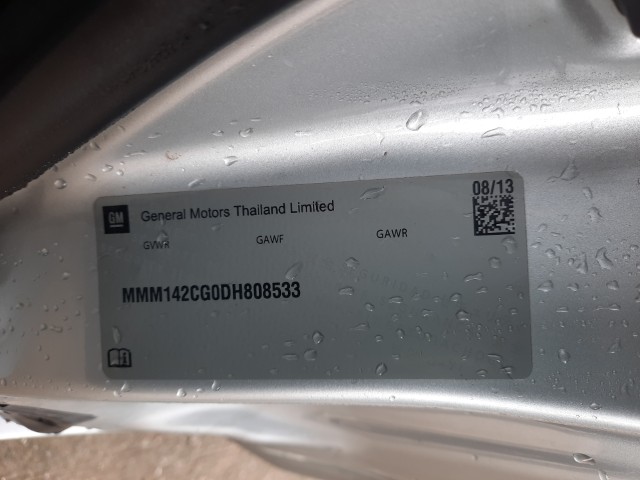 08/13
GM General Motors Thailand Limited
GVWR GAWF GAWR
MMM142CG0DH808533